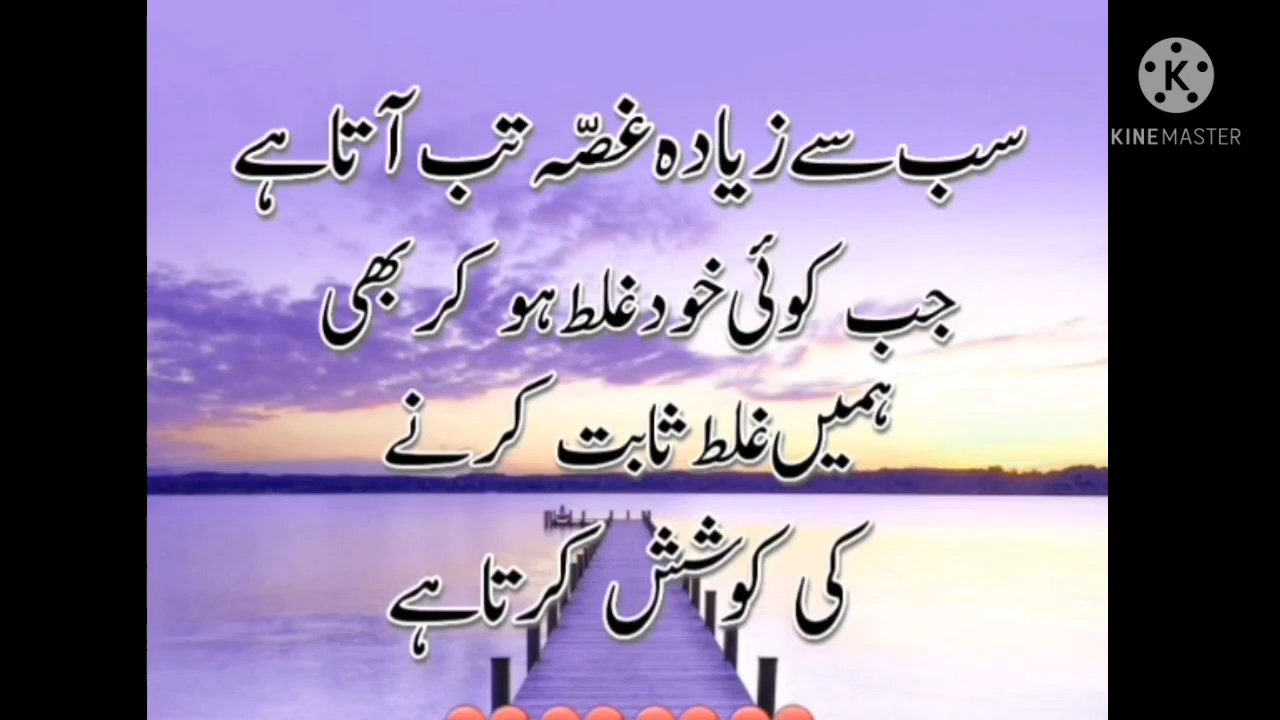 سب سے زیادہ غصّہ تب آتا ہے
جب کوئی خود غلط ہو کر بھی
ہمیں غلط ثابت کرنے
کی کوشش کرتا ہے
K
KINEMASTER